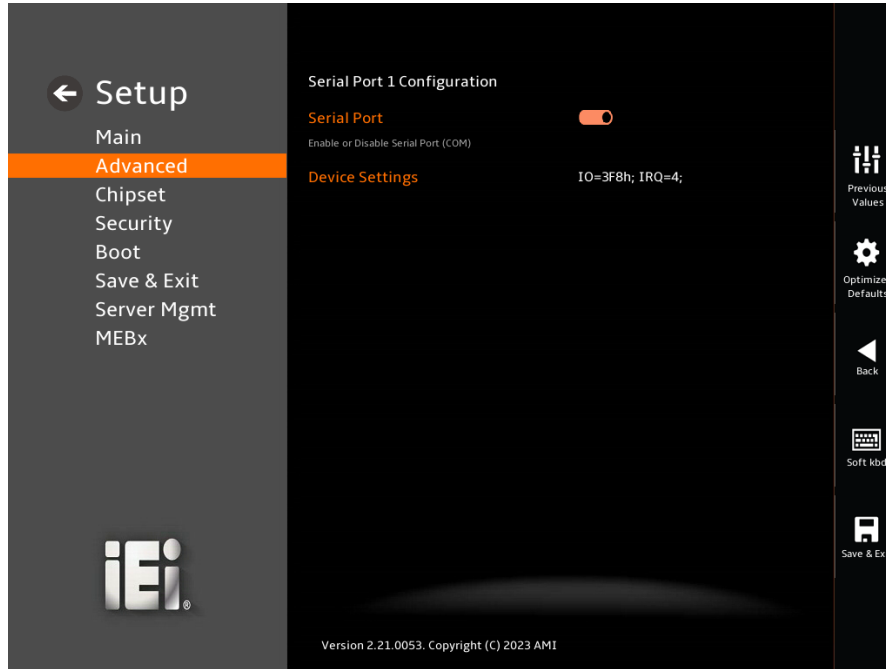 Setup
Main
Advanced
Chipset
Security
Boot
Save & Exit
Server Mgmt
MEBx
iEi®
Serial Port 1 Configuration
Serial Port
Enable or Disable Serial Port (COM)
Device Settings IO=3F8h; IRQ=4;
Version 2.21.0053. Copyright (C) 2023 AMI
Previous
Values
Optimize
Defaults
Back
Soft kbd
Save & Ex